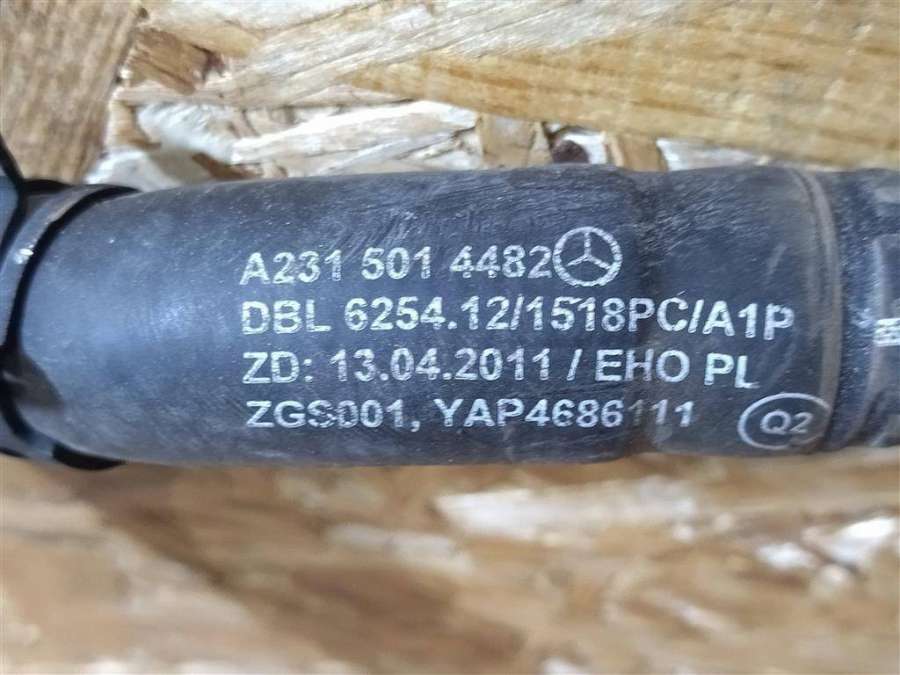 A231 501 4482
DBL 6254.12/1518PC/A1P
ZD: 13.04.2011 / EHO PL
ZGS001, YAP4686111
Q2